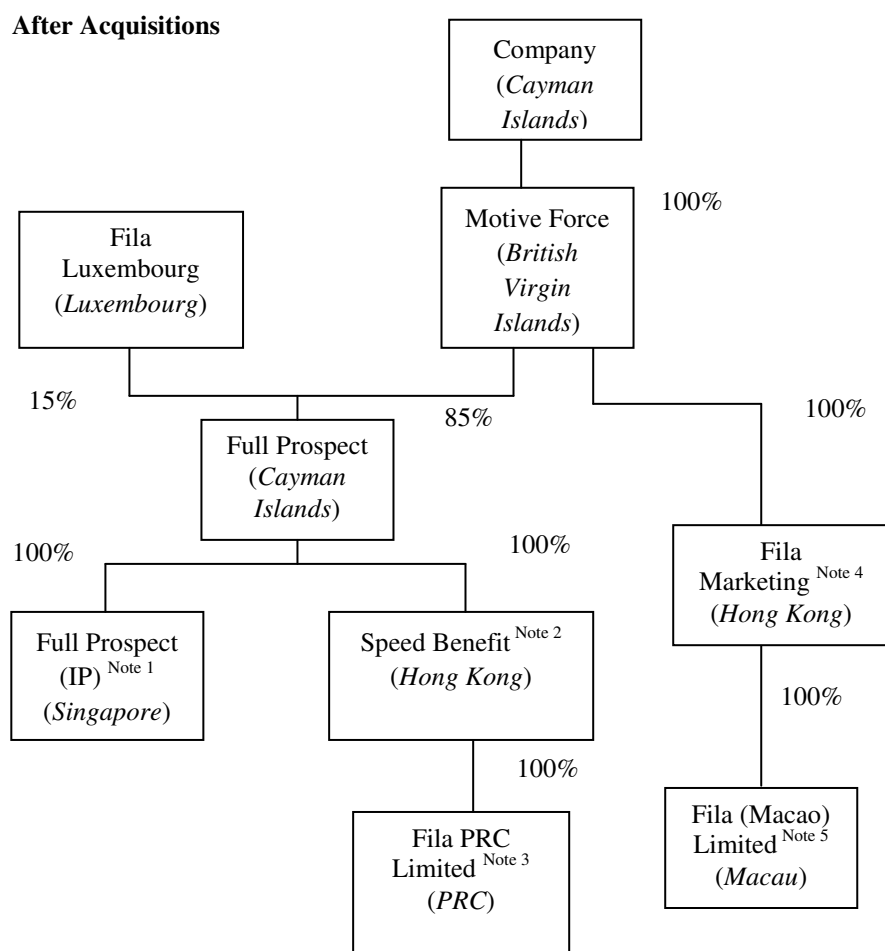 After Acquisitions
Company
(Cayman
Islands)
100%
Motive Force
(British
Virgin
Islands)
Fila
Luxembourg
(Luxembourg)
15%
85%
100%
Full Prospect
(Cayman
Islands)
100%
100%
Fila
Marketing Note 4
(Hong Kong)
Full Prospect
(IP) Note 1
(Singapore)
Speed Benefit Note 2
(Hong Kong)
100%
100%
Fila PRC
Limited Note 3
(PRC)
Fila (Macao)
Limited Note 5
(Macau)